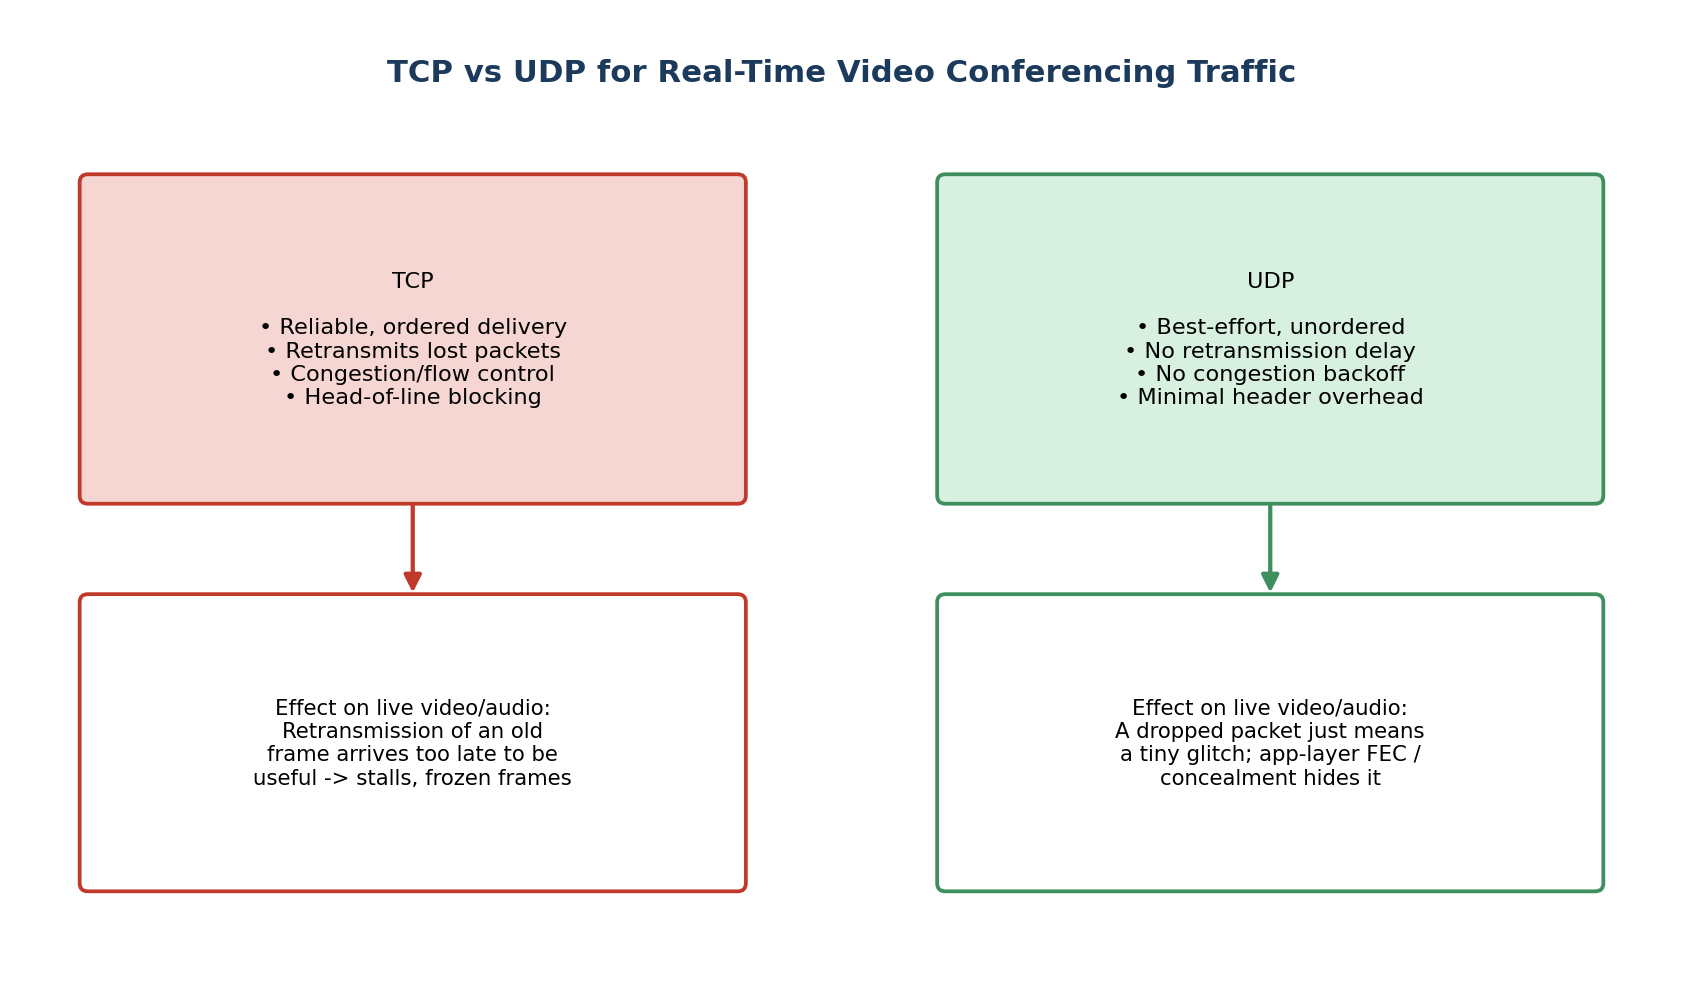 TCP vs UDP for Real-Time Video Conferencing Traffic
TCP
• Reliable, ordered delivery
• Retransmits lost packets
• Congestion/flow control
• Head-of-line blocking
UDP
• Best-effort, unordered
• No retransmission delay
• No congestion backoff
• Minimal header overhead
Effect on live video/audio:
Retransmission of an old
frame arrives too late to be
useful -> stalls, frozen frames
Effect on live video/audio:
A dropped packet just means
a tiny glitch; app-layer FEC /
concealment hides it